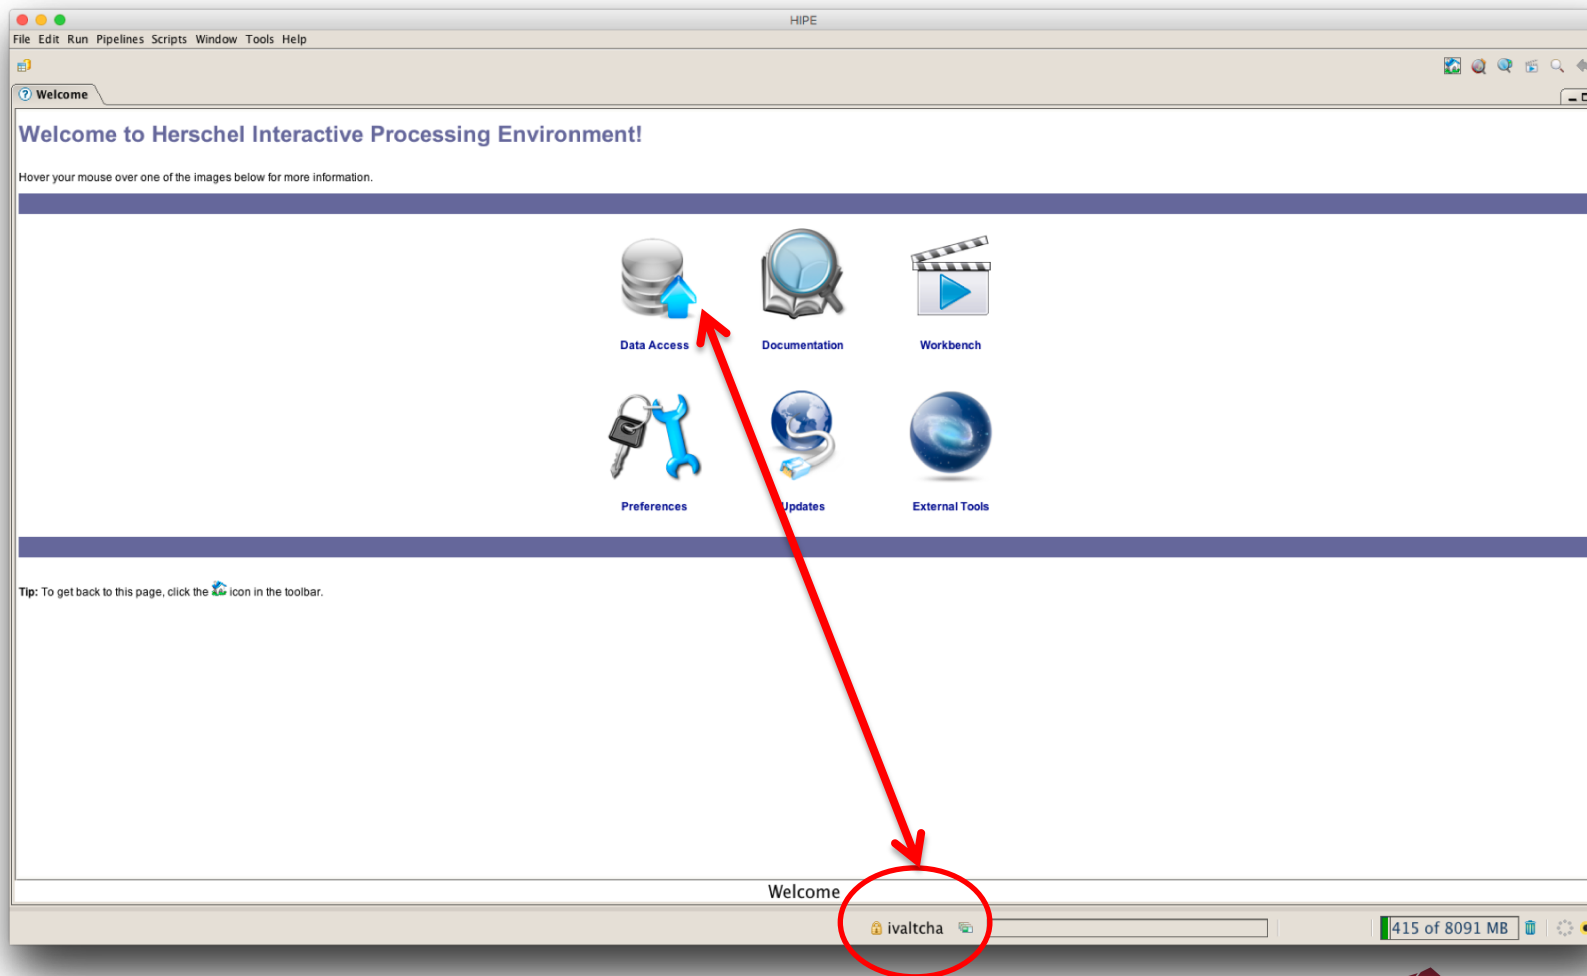 HIPE
File Edit Run Pipelines Scripts Window Tools Help
Welcome
Welcome to Herschel Interactive Processing Environment!
Hover your mouse over one of the images below for more information.
Data Access Documentation Workbench
Preferences Updates External Tools
Tip: To get back to this page, click the icon in the toolbar.
Welcome
ivaltcha 415 of 8091 MB